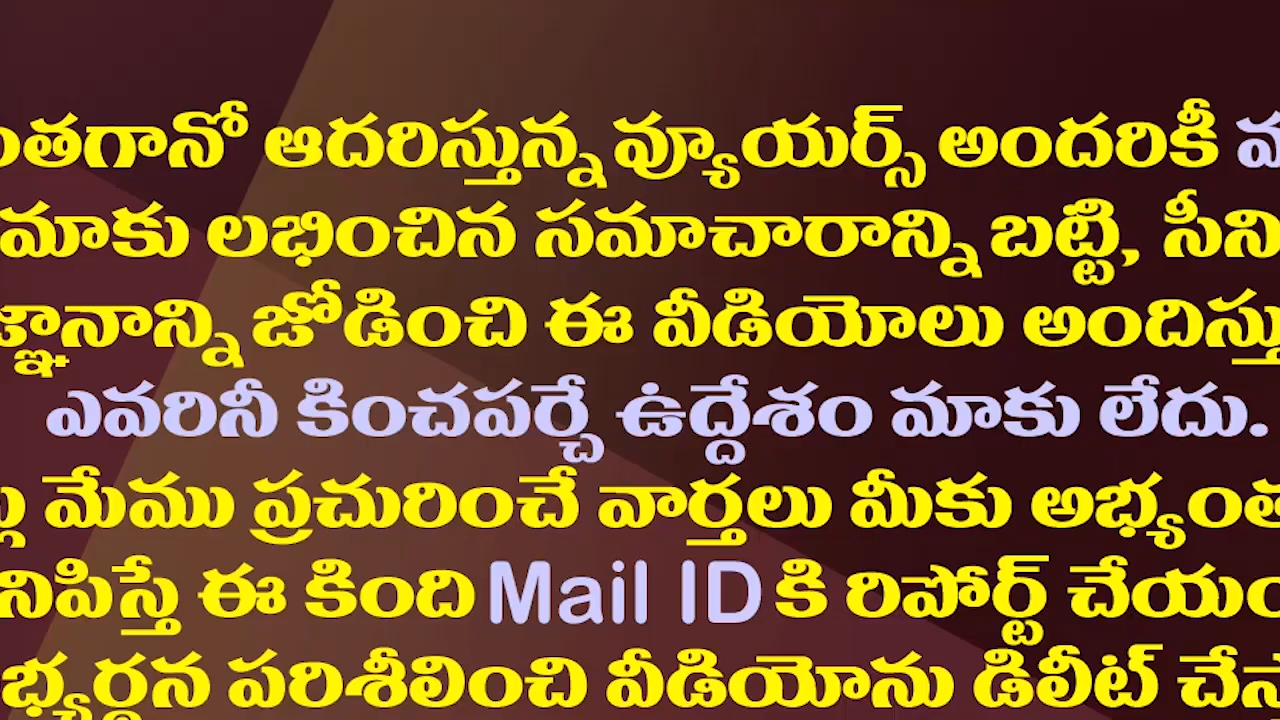 ంతగానో ఆదరిస్తున్న వ్యూయర్స్ అందరికీ
మాకు లభించిన సమాచారాన్ని బట్టి, సీని
జ్ఞానాన్ని జోడించి ఈ వీడియోలు అందిస్తు
ఎవరినీ కించపర్చే ఉద్దేశం మాకు లేదు.
మేము ప్రచురించే వార్తలు మీకు అభ్యంత
నిపిస్తే ఈ కింది Mail ID కి రిపోర్ట్ చేయం
భ్యర్థన పరిశీలించి వీడియోను డిలీట్ చేస